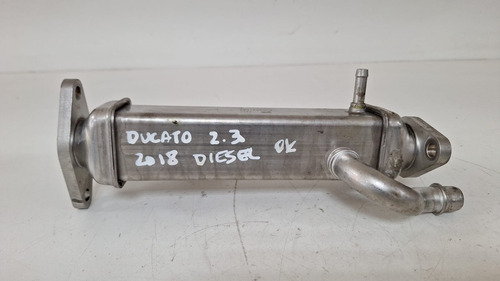 DUCATO 2.3
2018 DIESEL OK